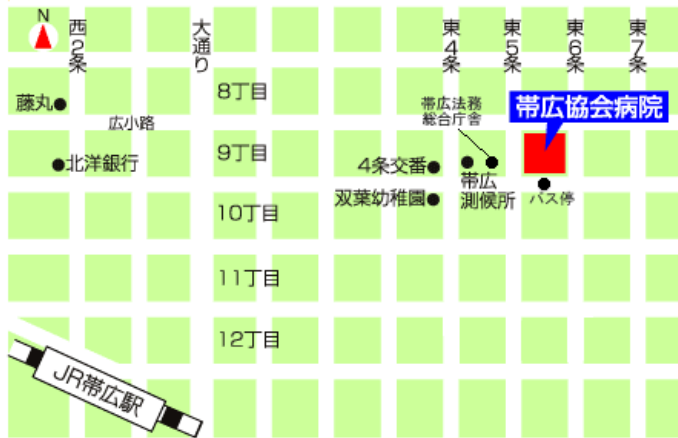 N
西2条
大通り
東4条
東5条
東6条
東7条
8丁目
藤丸
帯広法務
総合庁舎
帯広協会病院
広小路
9丁目
北洋銀行
4条交番
帯広
測候所
双葉幼稚園
バス停
10丁目
11丁目
12丁目
JR帯広駅